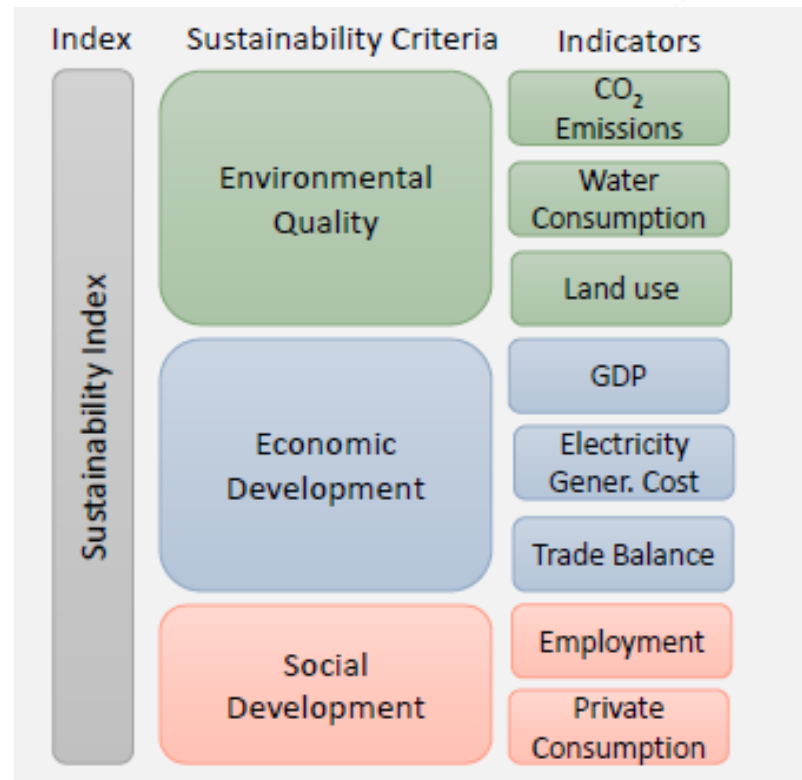 Index Sustainability Criteria Indicators
Sustainability Index
Environmental
Quality
CO₂
Emissions
Water
Consumption
Land use
Economic
Development
GDP
Electricity
Gener. Cost
Trade Balance
Social
Development
Employment
Private
Consumption